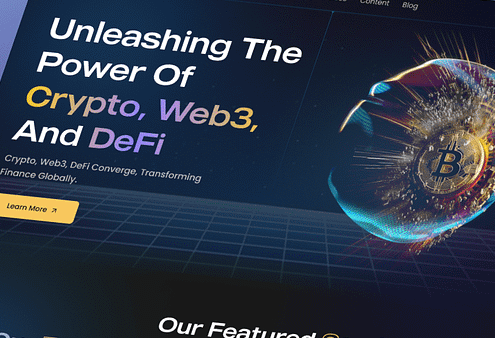 Content Blog
Unleashing The
Power Of
Crypto, Web3,
And DeFi
Crypto, Web3, DeFi Converge, Transforming
Finance Globally.
Learn More
Our Featured